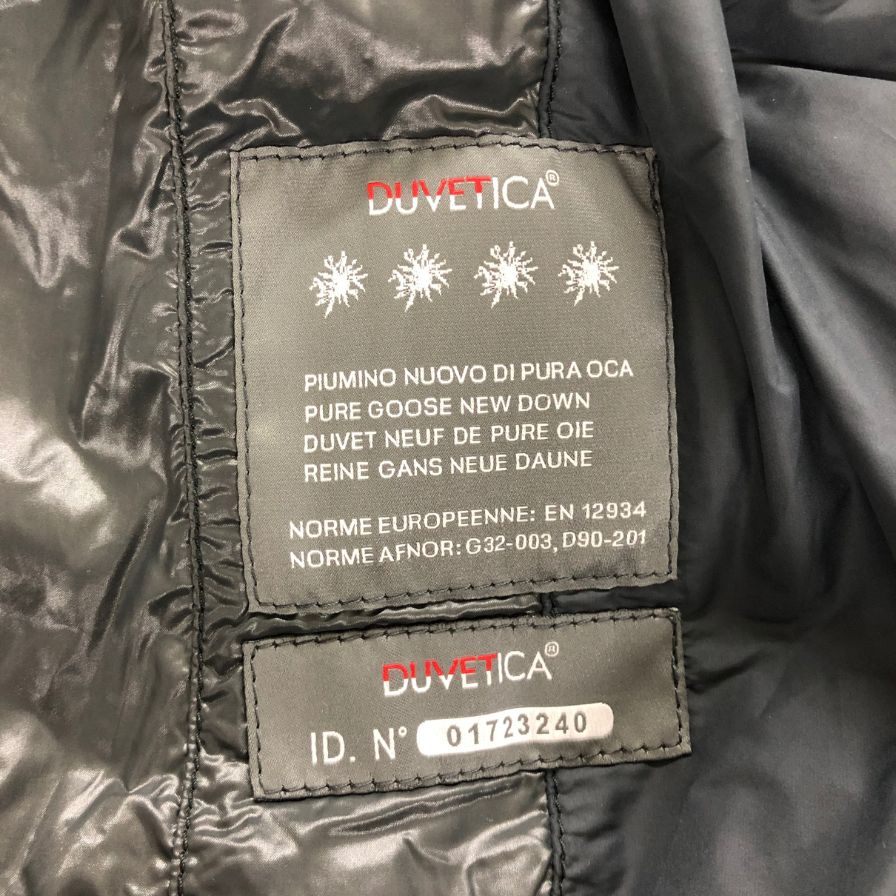 DUVETICA®
PIUMINO NUOVO DI PURA OCA
PURE GOOSE NEW DOWN
DUVET NEUF DE PURE OIE
REINE GANS NEUE DAUNE
NORME EUROPEENNE: EN 12934
NORME AFNOR: G32-003, D90-201
DUVETICA®
ID. N° 01723240